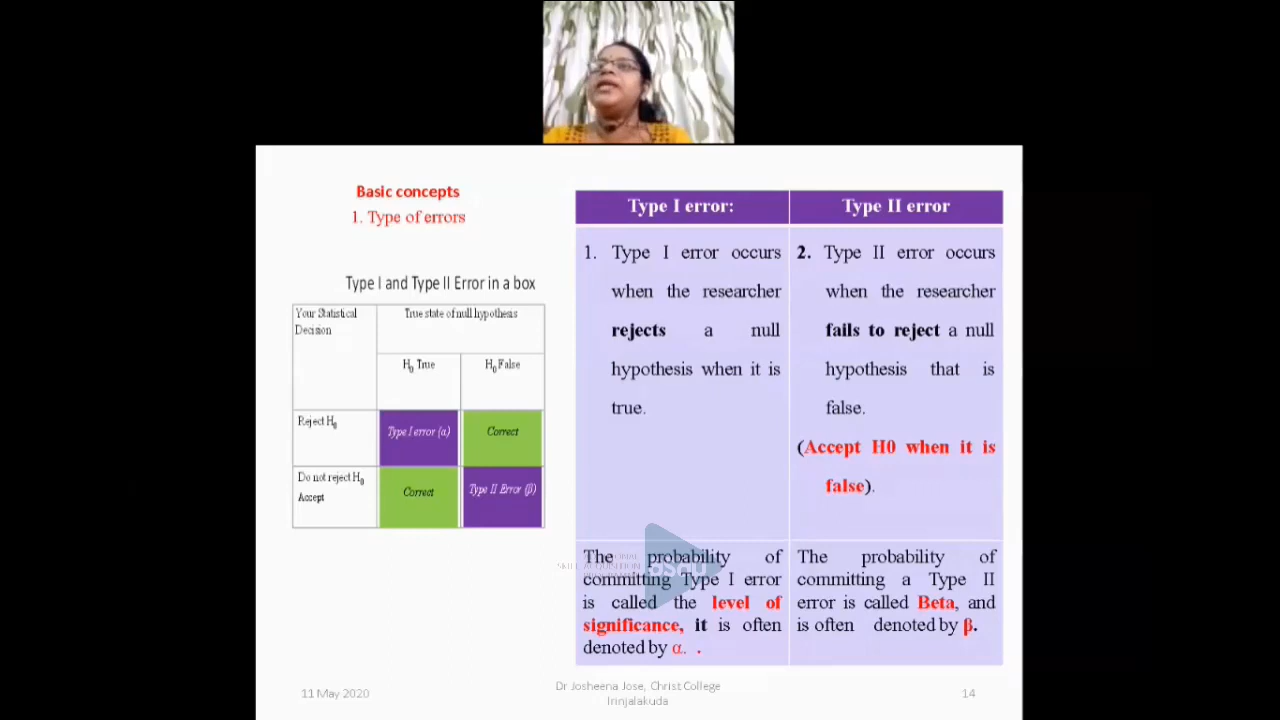 Basic concepts
1. Type of errors
Type I and Type II Error in a box
Your Statistical Decision
True state of null hypothesis
H0 True
H0 False
Reject H0
Type I error (α)
Correct
Do not reject H0
Accept
Correct
Type II Error (β)
Type I error:
Type II error
1. Type I error occurs
when the researcher
rejects a null
hypothesis when it is
true.
2. Type II error occurs
when the researcher
fails to reject a null
hypothesis that is
false.
(Accept H0 when it is
false).
The probability of
committing Type I error
is called the level of
significance, it is often
denoted by α. .
The probability of
committing a Type II
error is called Beta, and
is often denoted by β.
11 May 2020
Dr Josheena Jose, Christ College
Irinjalakuda
14